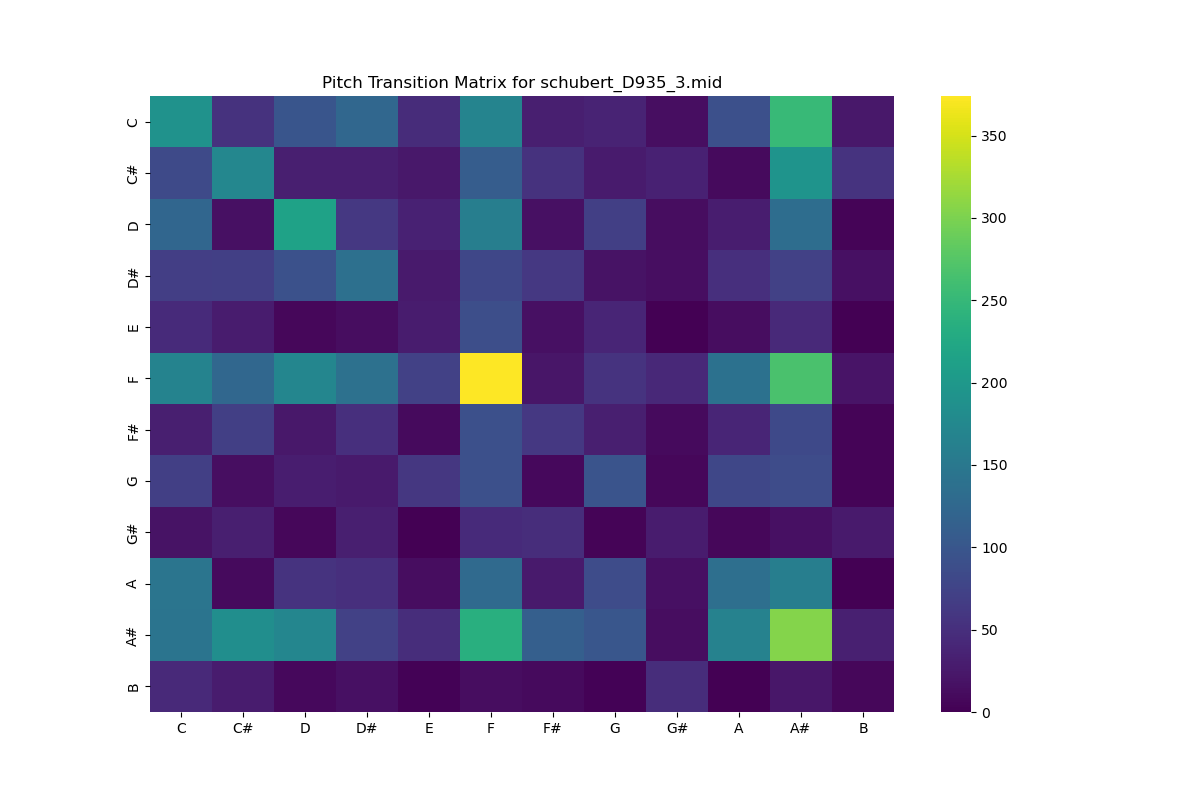 Pitch Transition Matrix for schubert_D935_3.mid
C
C#
D
D#
E
F
F#
G
G#
A
A#
B
C C# D D# E F F# G G# A A# B
350
300
250
200
150
100
50
0